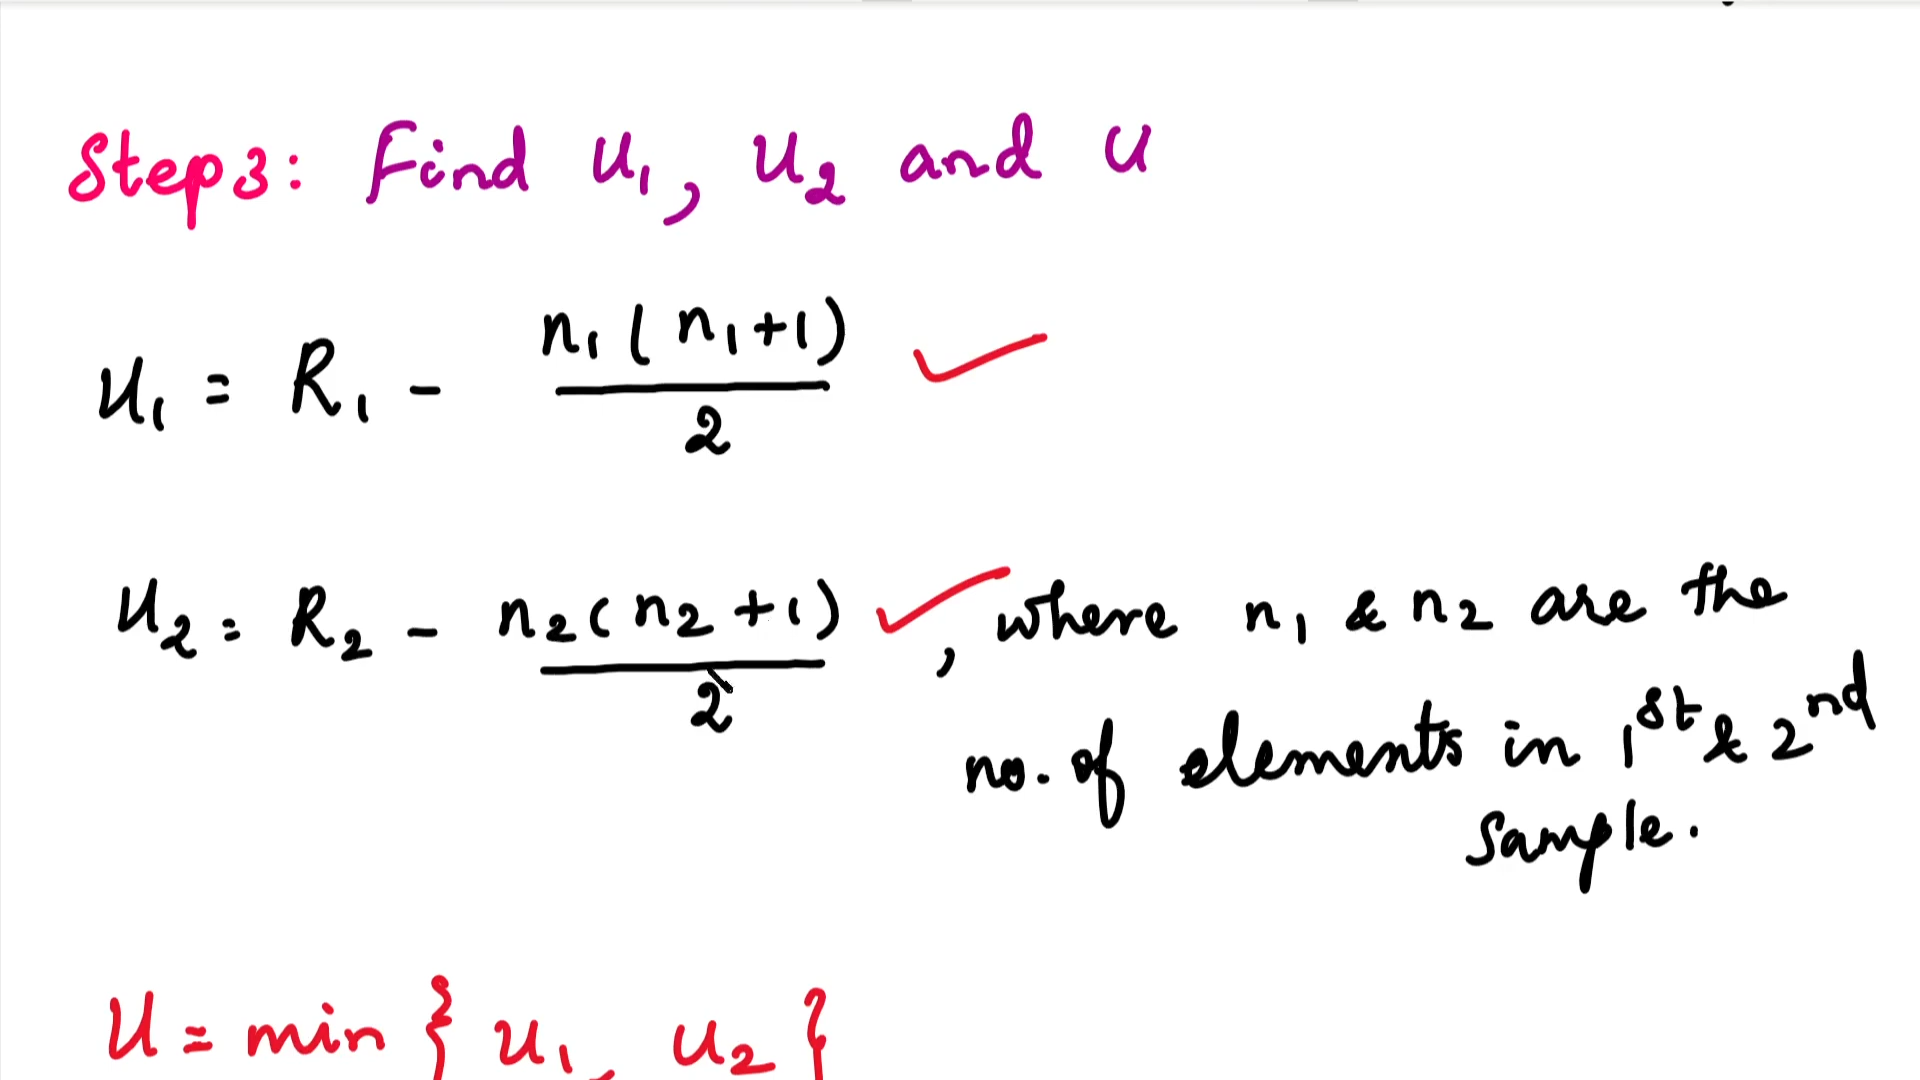 Step3: Find U₁, U₂ and U
U₁ = R₁ - n₁(n₁+1)/2
U₂ = R₂ - n₂(n₂+1)/2 , where n₁ & n₂ are the
no. of elements in 1st & 2nd
sample.
U = min { U₁, U₂ }